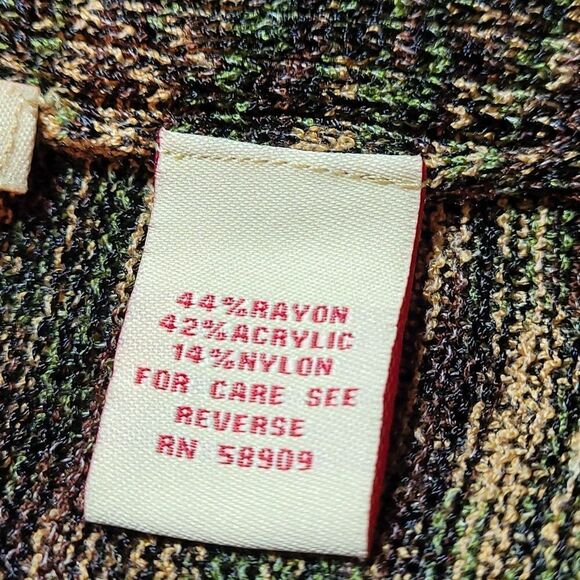 44%RAYON
42%ACRYLIC
14%NYLON
FOR CARE SEE
REVERSE
RN 58909